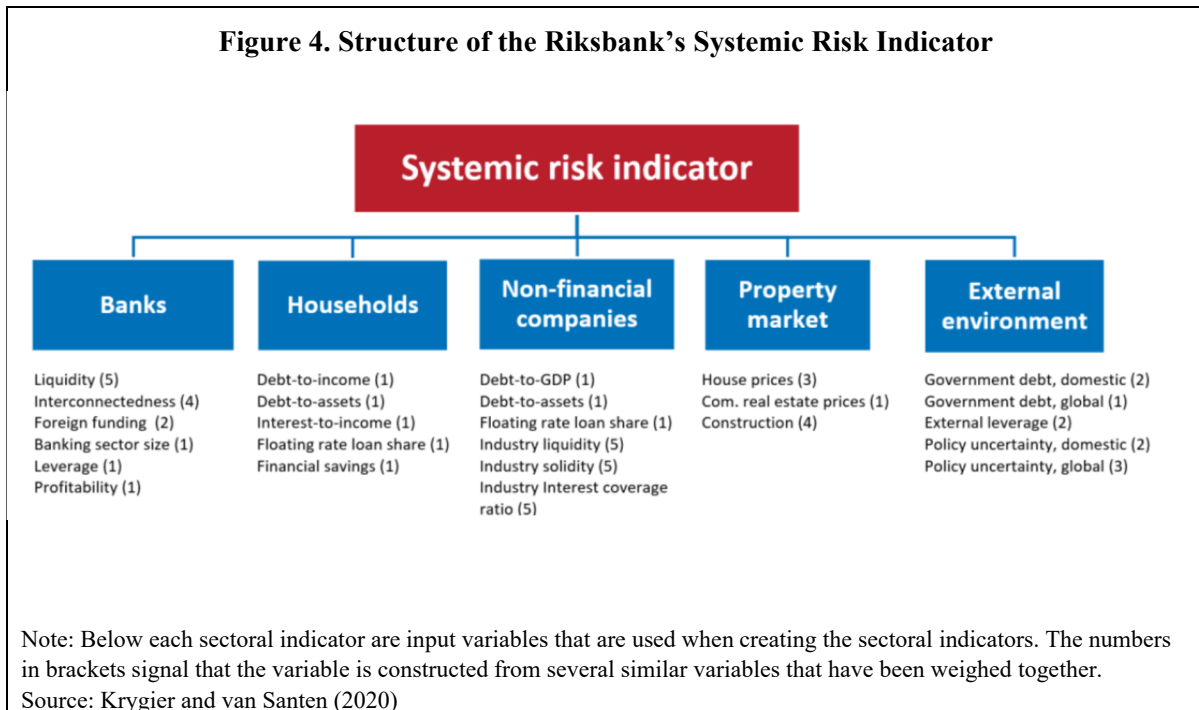 Figure 4. Structure of the Riksbank’s Systemic Risk Indicator
Systemic risk indicator
Banks
Liquidity (5)
Interconnectedness (4)
Foreign funding (2)
Banking sector size (1)
Leverage (1)
Profitability (1)
Households
Debt-to-income (1)
Debt-to-assets (1)
Interest-to-income (1)
Floating rate loan share (1)
Financial savings (1)
Non-financial
companies
Debt-to-GDP (1)
Debt-to-assets (1)
Floating rate loan share (1)
Industry liquidity (5)
Industry solidity (5)
Industry Interest coverage
ratio (5)
Property
market
House prices (3)
Com. real estate prices (1)
Construction (4)
External
environment
Government debt, domestic (2)
Government debt, global (1)
External leverage (2)
Policy uncertainty, domestic (2)
Policy uncertainty, global (3)
Note: Below each sectoral indicator are input variables that are used when creating the sectoral indicators. The numbers
in brackets signal that the variable is constructed from several similar variables that have been weighed together.
Source: Krygier and van Santen (2020)